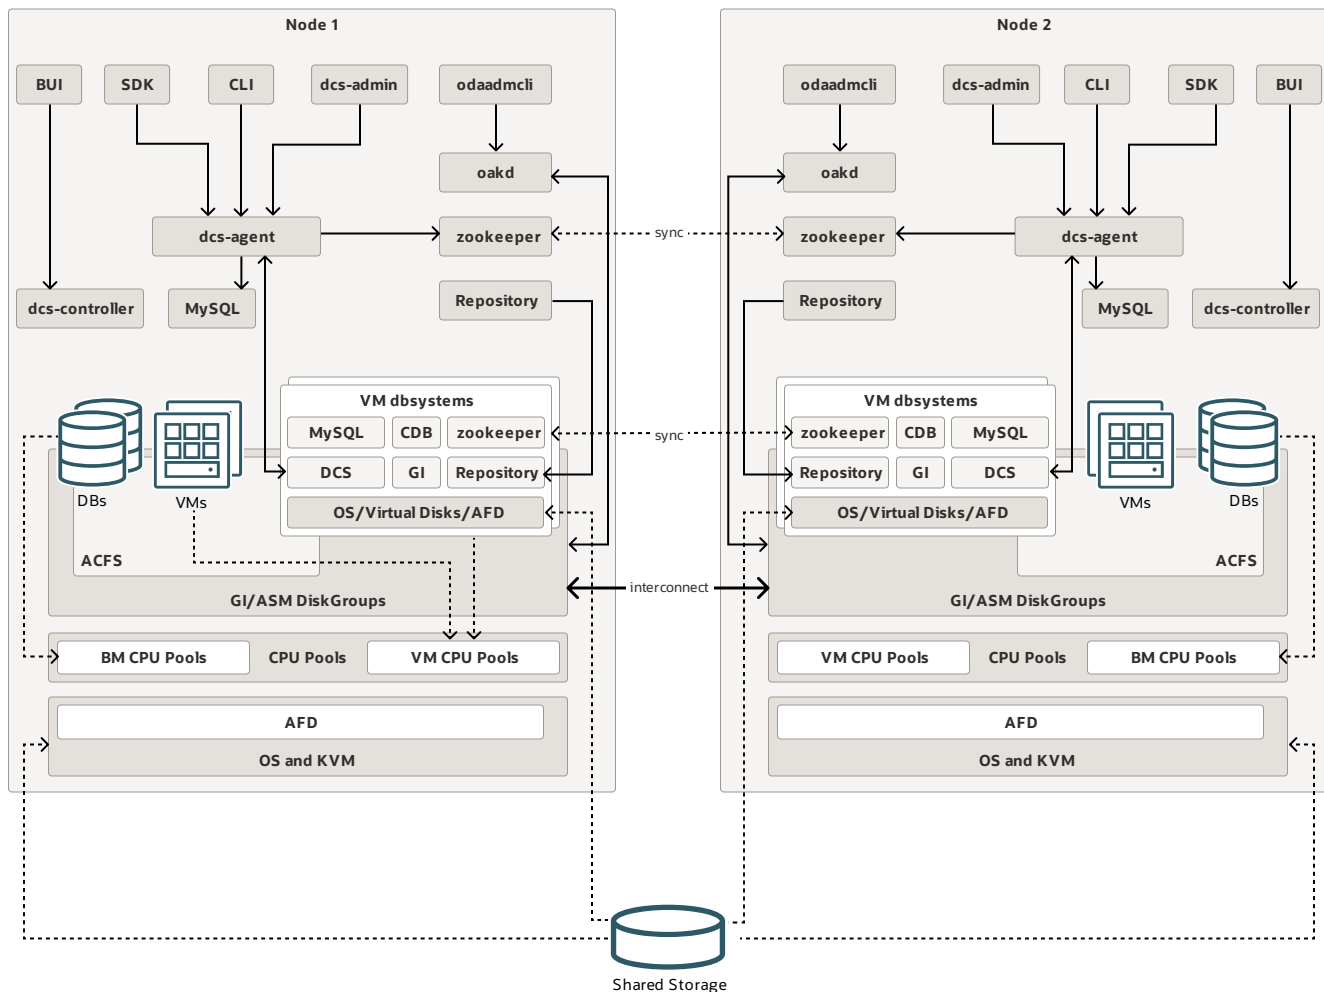 Node 1
BUI
SDK
CLI
dcs-admin
odaadmcli
oakd
dcs-agent
zookeeper
Repository
dcs-controller
MySQL
VM dbsystems
MySQL
CDB
zookeeper
DCS
GI
Repository
OS/Virtual Disks/AFD
DBs
VMs
ACFS
GI/ASM DiskGroups
BM CPU Pools
CPU Pools
VM CPU Pools
AFD
OS and KVM
sync
sync
interconnect
Node 2
odaadmcli
dcs-admin
CLI
SDK
BUI
oakd
zookeeper
dcs-agent
Repository
MySQL
dcs-controller
VM dbsystems
zookeeper
CDB
MySQL
Repository
GI
DCS
OS/Virtual Disks/AFD
VMs
DBs
ACFS
GI/ASM DiskGroups
VM CPU Pools
CPU Pools
BM CPU Pools
AFD
OS and KVM
Shared Storage